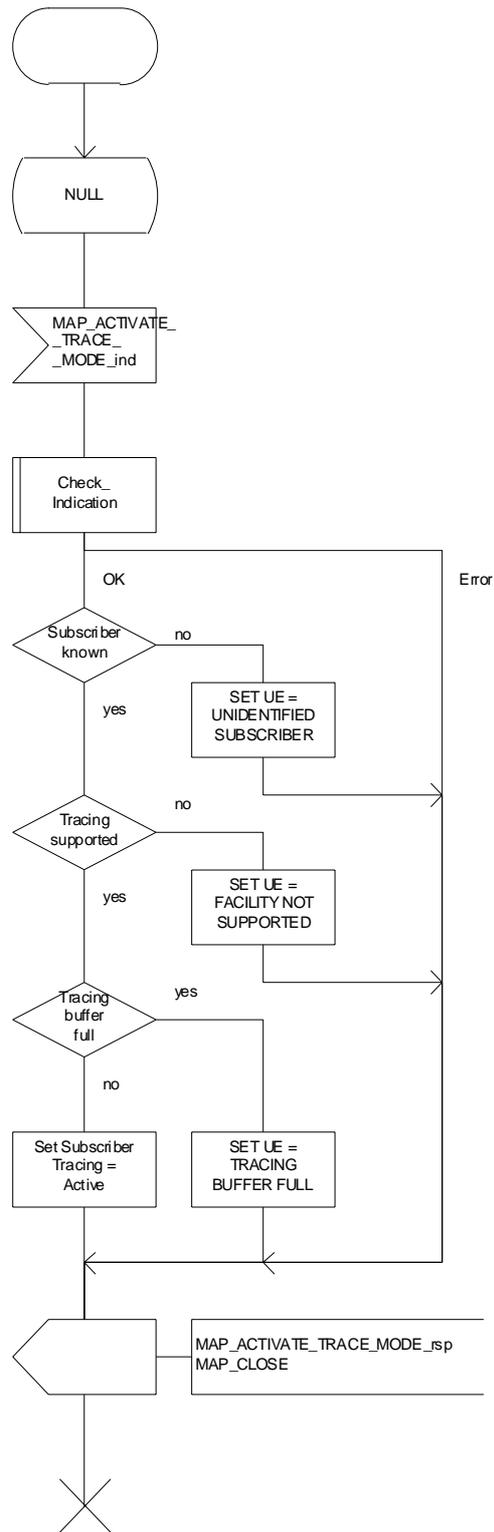 NULL
MAP_ACTIVATE_
_TRACE_
_MODE_ind
Check_
Indication
OK
Error
Subscriber
known
no
SET UE =
UNIDENTIFIED
SUBSCRIBER
yes
Tracing
supported
no
SET UE =
FACILITY NOT
SUPPORTED
yes
Tracing
buffer
full
yes
no
Set Subscriber
Tracing =
Active
SET UE =
TRACING
BUFFER FULL
MAP_ACTIVATE_TRACE_MODE_rsp
MAP_CLOSE